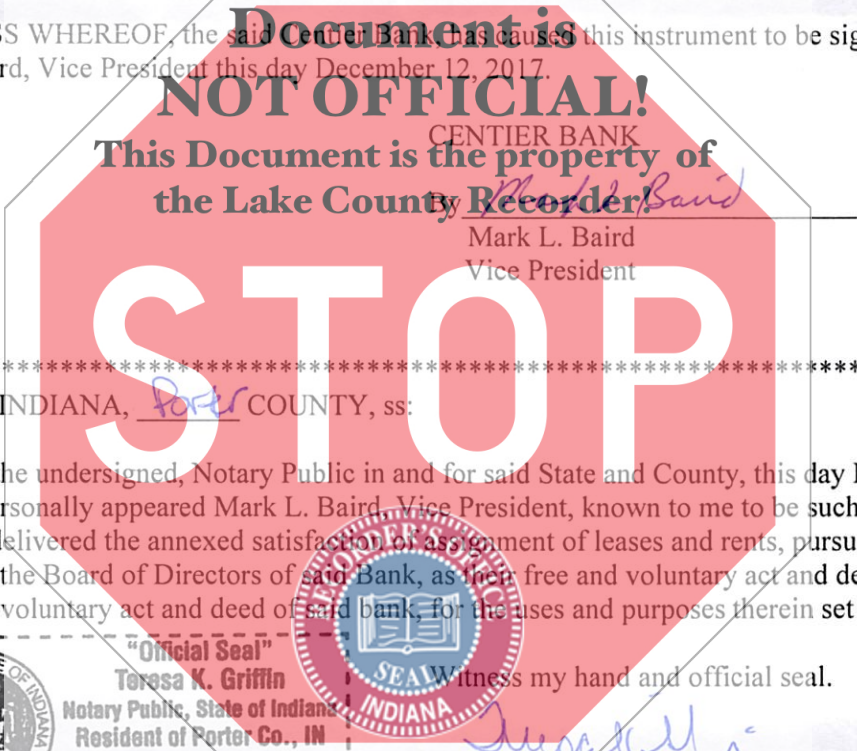 Document is
NOT OFFICIAL!
This Document is the property of
the Lake County Recorder!
STOP
S WHEREOF, the said Centier Bank, has caused this instrument to be sig
rd, Vice President this day December 12, 2017.
CENTIER BANK
By Mark L Baird
Mark L. Baird
Vice President
****************************************************************
INDIANA, Porter COUNTY, ss:
he undersigned, Notary Public in and for said State and County, this day
rsonally appeared Mark L. Baird, Vice President, known to me to be such
elivered the annexed satisfaction of assignment of leases and rents, pursu
the Board of Directors of said Bank, as their free and voluntary act and de
voluntary act and deed of said bank, for the uses and purposes therein set
"Official Seal"
Teresa K. Griffin
Notary Public, State of Indiana
Resident of Porter Co., IN
OF INDIANA
SEAL
INDIANA
Witness my hand and official seal.